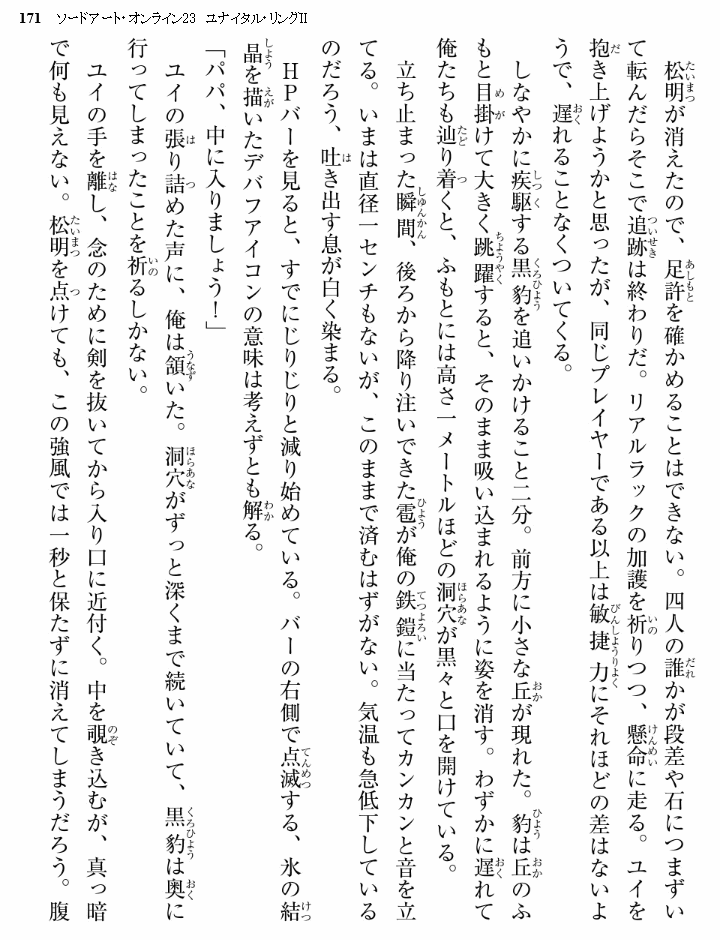 171 ソードアート・オンライン23 ユナイタル・リングII
松明が消えたので、足許を確かめることはできない。四人の誰かが段差や石につまずい
て転んだらそこで追跡は終わりだ。リアルラックの加護を祈りつつ、懸命に走る。ユイを
抱き上げようかと思ったが、同じプレイヤーである以上は敏捷力にそれほどの差はないよ
うで、遅れることなくついてくる。
しなやかに疾駆する黒豹を追いかけること二分。前方に小さな丘が現れた。豹は丘のふ
もと目掛けて大きく跳躍すると、そのまま吸い込まれるように姿を消す。わずかに遅れて
俺たちも辿り着くと、ふもとには高さ一メートルほどの洞穴が黒々と口を開けている。
立ち止まった瞬間、後ろから降り注いできた雹が俺の鉄鎧に当たってカンカンと音を立
てる。いまは直径一センチもないが、このままで済むはずがない。気温も急低下している
のだろう、吐き出す息が白く染まる。
HPバーを見ると、すでにじりじりと減り始めている。バーの右側で点滅する、氷の結
晶を描いたデバフアイコンの意味は考えずとも解る。
「パパ、中に入りましょう!」
ユイの張り詰めた声に、俺は頷いた。洞穴がずっと深くまで続いていて、黒豹は奥に
行ってしまったことを祈るしかない。
ユイの手を離し、念のために剣を抜いてから入り口に近付く。中を覗き込むが、真っ暗
で何も見えない。松明を点けても、この強風では一秒と保たずに消えてしまうだろう。腹